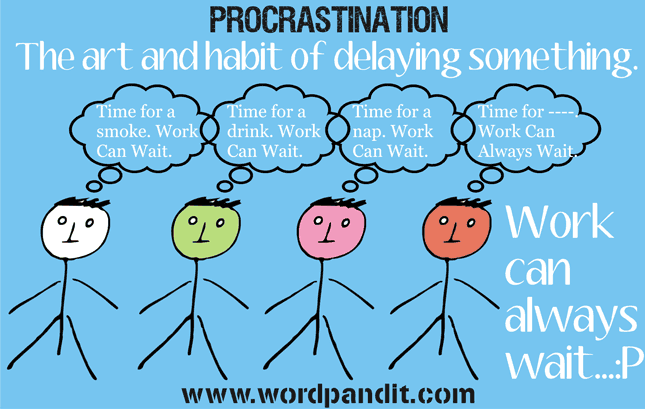 PROCRASTINATION
The art and habit of delaying something.
Time for a
smoke. Work
Can Wait.
Time for a
drink. Work
Can Wait.
Time for a
nap. Work
Can Wait.
Time for ----.
Work Can
Always Wait.
Work
can
always
wait...:P
www.wordpandit.com